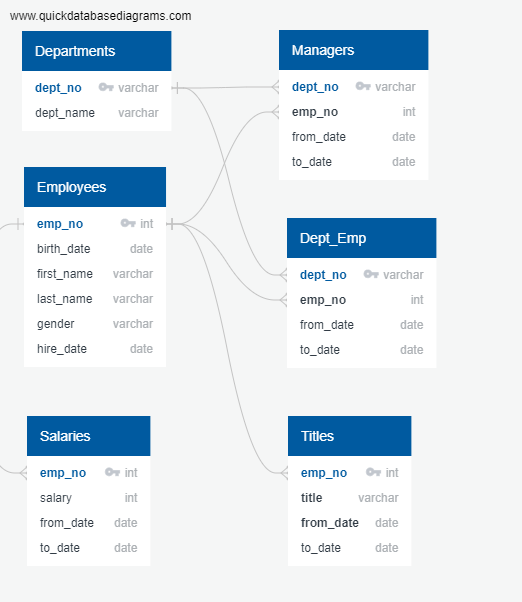 www.quickdatabasediagrams.com
Departments
dept_no varchar
dept_name varchar
Managers
dept_no varchar
emp_no int
from_date date
to_date date
Employees
emp_no int
birth_date date
first_name varchar
last_name varchar
gender varchar
hire_date date
Dept_Emp
dept_no varchar
emp_no int
from_date date
to_date date
Salaries
emp_no int
salary int
from_date date
to_date date
Titles
emp_no int
title varchar
from_date date
to_date date